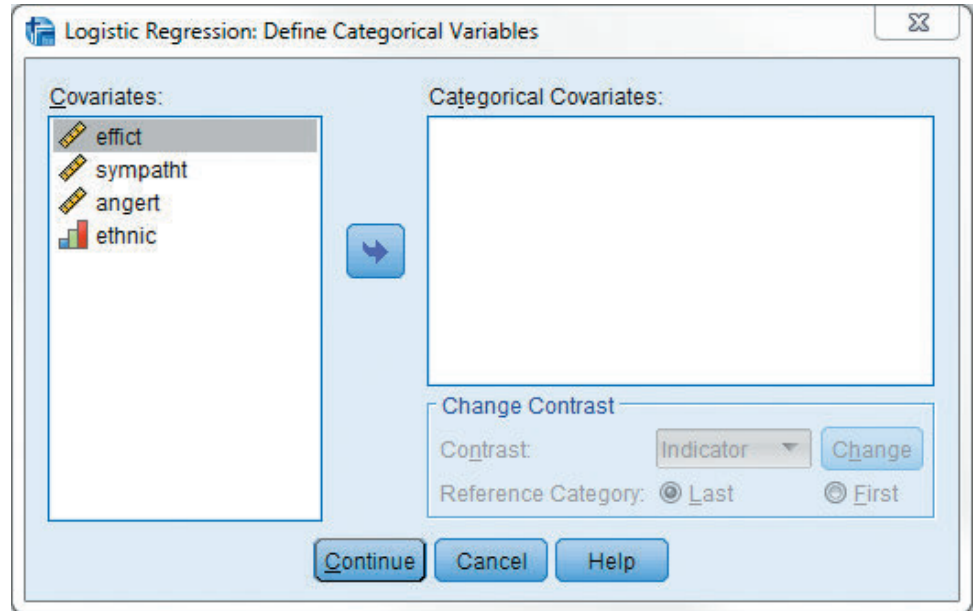 Logistic Regression: Define Categorical Variables
Covariates:
effict
sympatht
angert
ethnic
Categorical Covariates:
Change Contrast
Contrast: Indicator Change
Reference Category: Last First
Continue Cancel Help